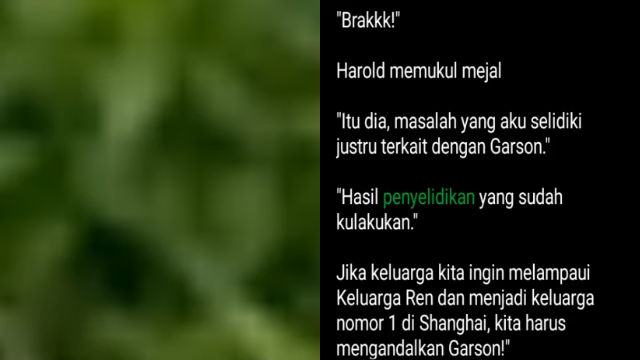 "Brakkk!"
Harold memukul mejal
"Itu dia, masalah yang aku selidiki
justru terkait dengan Garson."
"Hasil penyelidikan yang sudah
kulakukan."
Jika keluarga kita ingin melampaui
Keluarga Ren dan menjadi keluarga
nomor 1 di Shanghai, kita harus
mengandalkan Garson!"